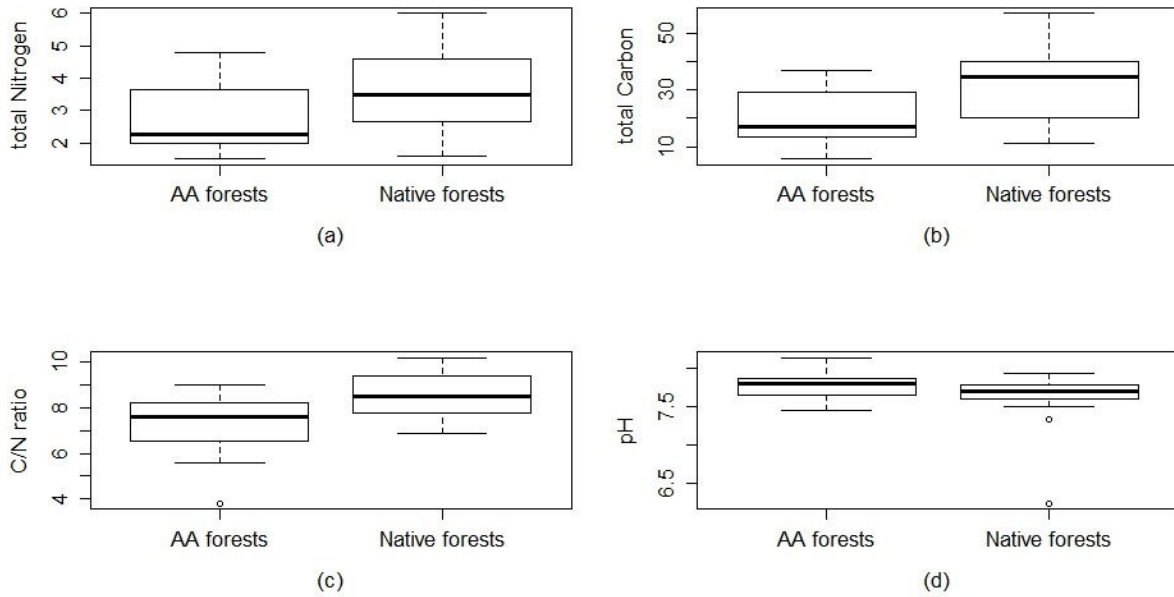 total Nitrogen
6
5
4
3
2
AA forests
Native forests
(a)
total Carbon
50
30
10
AA forests
Native forests
(b)
C/N ratio
10
8
6
4
AA forests
Native forests
(c)
pH
7.5
6.5
AA forests
Native forests
(d)